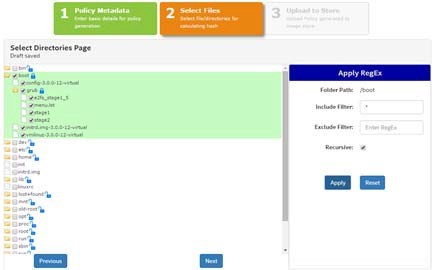 1 Policy Metadata
Enter basic details for policy generation
2 Select Files
Select file/directories for calculating hash
3 Upload to Store
Upload Policy generated to image store
Select Directories Page
Draft saved
bin
boot
config-3.0.0-12-virtual
grub
e2fs_stage1_5
menu.lst
stage1
stage2
initrd.img-3.0.0-12-virtual
vmlinuz-3.0.0-12-virtual
dev
etc
home
init
initrd.img
lib
linuxrc
lost+found
mnt
old-root
opt
proc
root
run
sbin
Previous
Next
Apply RegEx
Folder Path: /boot
Include Filter: *
Exclude Filter: Enter RegEx
Recursive:
Apply
Reset